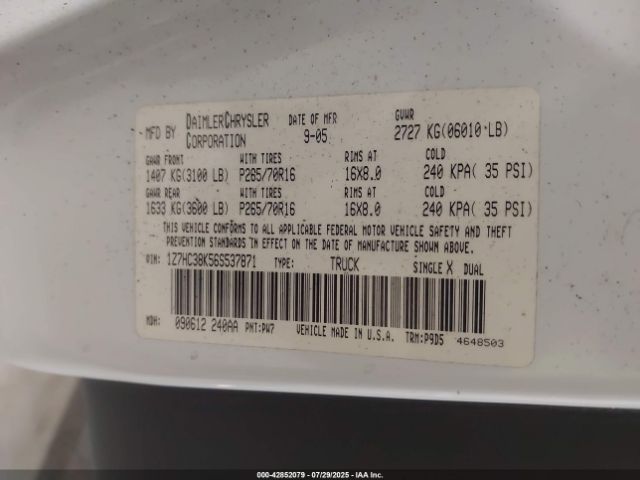 MFD BY DAIMLERCHRYSLER CORPORATION DATE OF MFR 9-05 GVWR 2727 KG(06010 LB)
GAWR FRONT WITH TIRES RIMS AT COLD
1407 KG(3100 LB) P265/70R16 16X8.0 240 KPA( 35 PSI)
GAWR REAR WITH TIRES RIMS AT COLD
1633 KG(3600 LB) P265/70R16 16X8.0 240 KPA( 35 PSI)
THIS VEHICLE CONFORMS TO ALL APPLICABLE FEDERAL MOTOR VEHICLE SAFETY AND THEFT
PREVENTION STANDARDS IN EFFECT ON THE DATE OF MANUFACTURE SHOWN ABOVE.
VIN: 1Z7HC38K56S537871 TYPE: TRUCK SINGLE X DUAL
MDH: 090612 240AA PNT:PW7 VEHICLE MADE IN U.S.A. TRM:P9D5 4648503
000-42852079 | 07/29/2025 | IAA Inc.